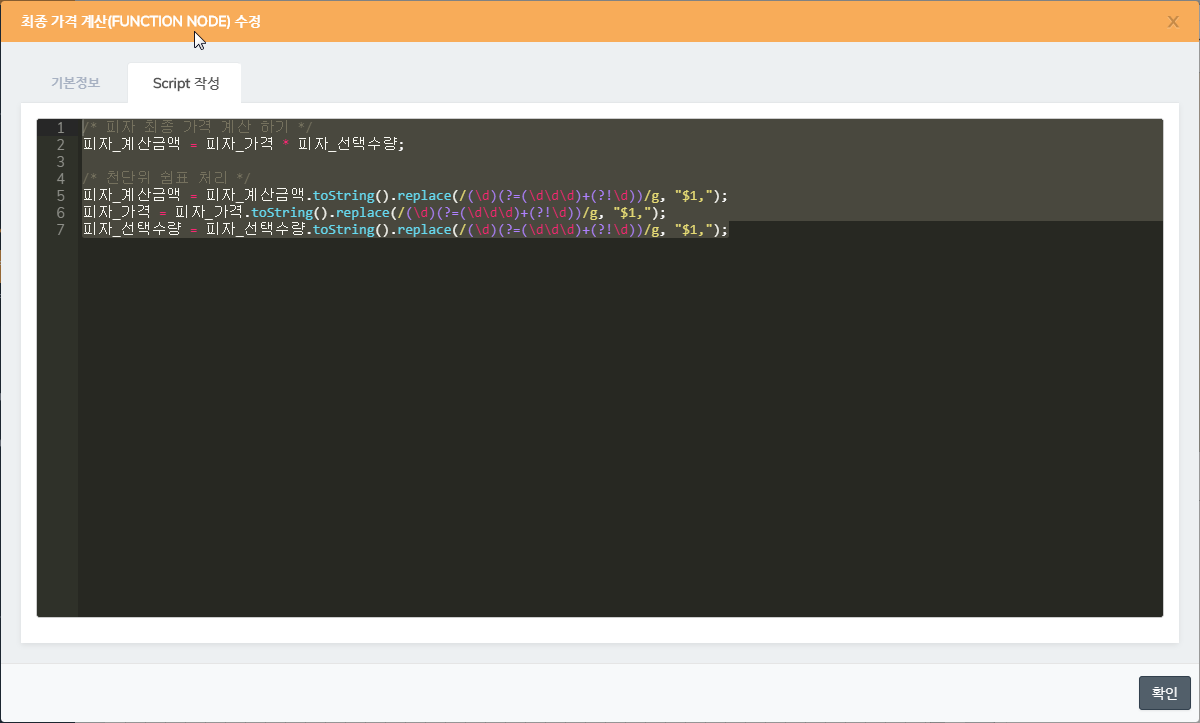 최종 가격 계산(FUNCTION NODE) 수정
X
기본정보
Script 작성
1 /* 피자 최종 가격 계산 하기 */
2 피자_계산금액 = 피자_가격 * 피자_선택수량;
3
4 /* 천단위 쉼표 처리 */
5 피자_계산금액 = 피자_계산금액.toString().replace(/(\d)(?=(\d\d\d)+(?!\d))/g, "$1,");
6 피자_가격 = 피자_가격.toString().replace(/(\d)(?=(\d\d\d)+(?!\d))/g, "$1,");
7 피자_선택수량 = 피자_선택수량.toString().replace(/(\d)(?=(\d\d\d)+(?!\d))/g, "$1,");
확인